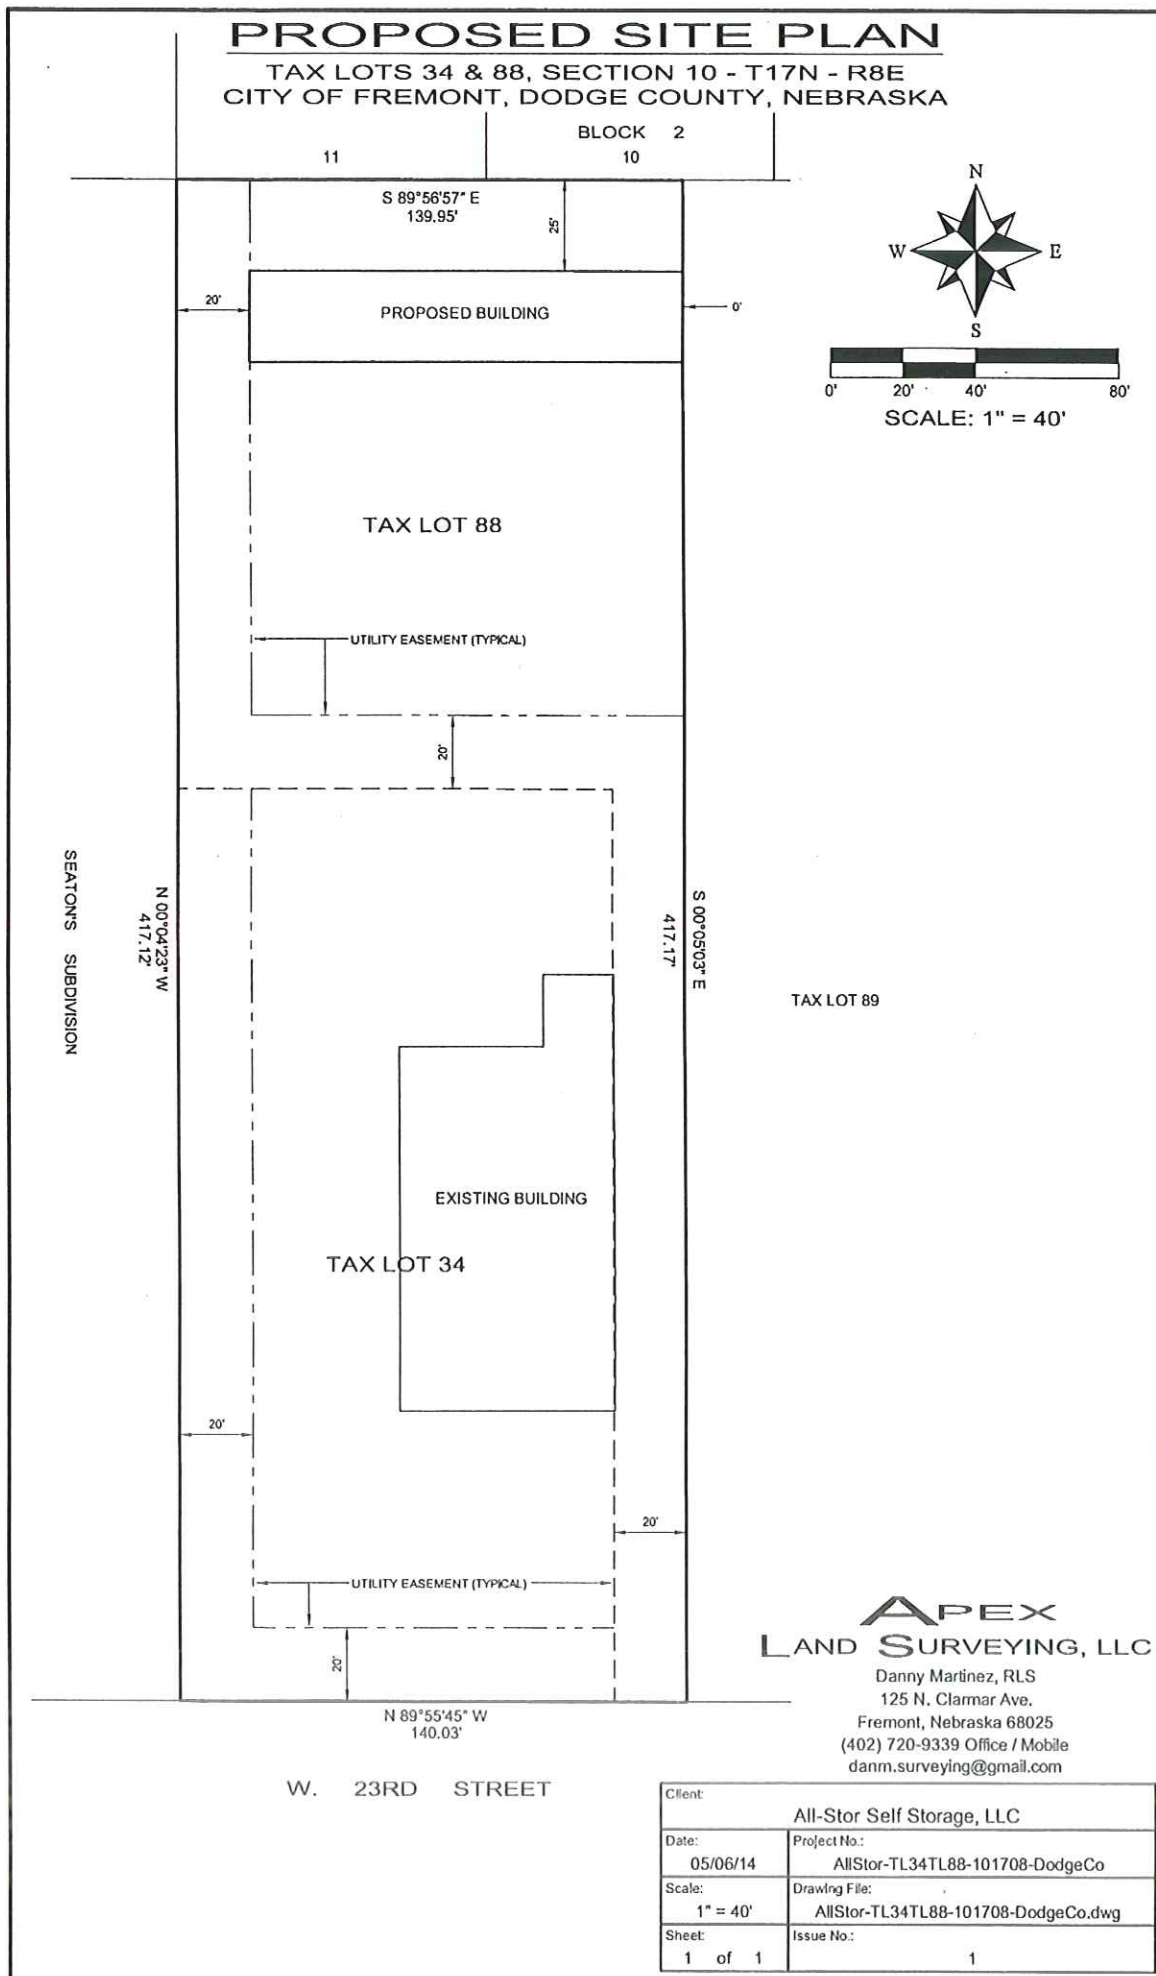 PROPOSED SITE PLAN
TAX LOTS 34 & 88, SECTION 10 - T17N - R8E
CITY OF FREMONT, DODGE COUNTY, NEBRASKA
BLOCK 2
11
10
S 89°56'57" E
139.95'
25'
N
W
E
S
20'
PROPOSED BUILDING
0'
0'
20'
40'
80'
SCALE: 1" = 40'
TAX LOT 88
UTILITY EASEMENT (TYPICAL)
20'
SEATON'S SUBDIVISION
N 00°04'23" W
417.12'
S 00°05'03" E
417.17'
TAX LOT 89
EXISTING BUILDING
TAX LOT 34
20'
20'
UTILITY EASEMENT (TYPICAL)
20'
N 89°55'45" W
140.03'
W. 23RD STREET
APEX
LAND SURVEYING, LLC
Danny Martinez, RLS
125 N. Clarmar Ave.
Fremont, Nebraska 68025
(402) 720-9339 Office / Mobile
danm.surveying@gmail.com
Client:
All-Stor Self Storage, LLC
Date:
05/06/14
Project No.:
AllStor-TL34TL88-101708-DodgeCo
Scale:
1" = 40'
Drawing File:
AllStor-TL34TL88-101708-DodgeCo.dwg
Sheet:
1 of 1
Issue No.:
1